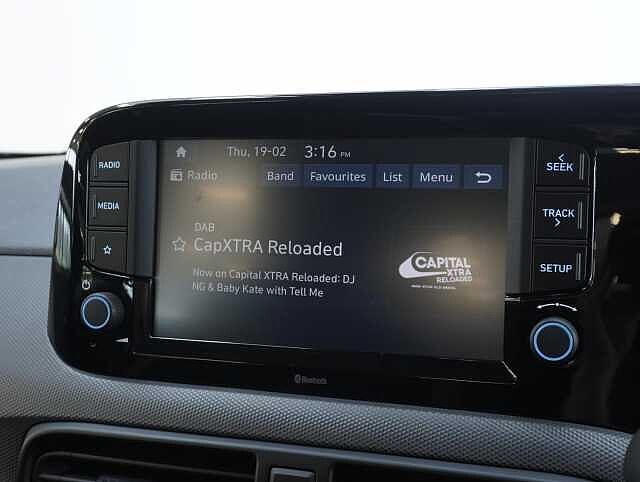 Thu, 19-02 3:16 PM
Radio Band Favourites List Menu
RADIO
MEDIA
< SEEK
TRACK >
SETUP
DAB
CapXTRA Reloaded
Now on Capital XTRA Reloaded: DJ
NG & Baby Kate with Tell Me
CAPITAL
XTRA
RELOADED
Bluetooth